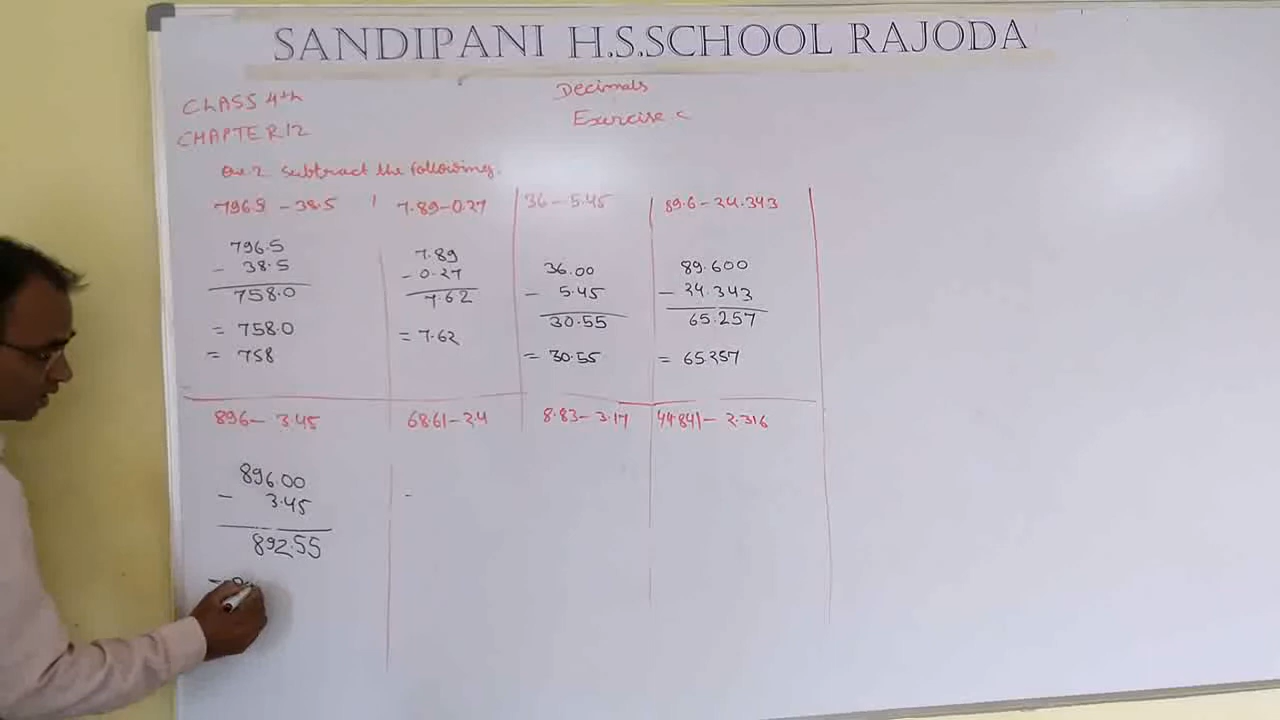 SANDIPANI H.S.SCHOOL RAJODA
Decimals
CLASS 4th
Exercise c
CHAPTER 12
Que 2 subtract the followings.
796.5 - 38.5
796.5
- 38.5
758.0
= 758.0
= 758
7.89-0.27
7.89
- 0.27
7.62
= 7.62
36 - 5.45
36.00
- 5.45
30.55
= 30.55
89.6 - 24.343
89.600
- 24.343
65.257
= 65.257
896 - 3.45
896.00
- 3.45
892.55
=
68.61 - 2.4
-
8.83 - 3.17
44.841 - 2.316